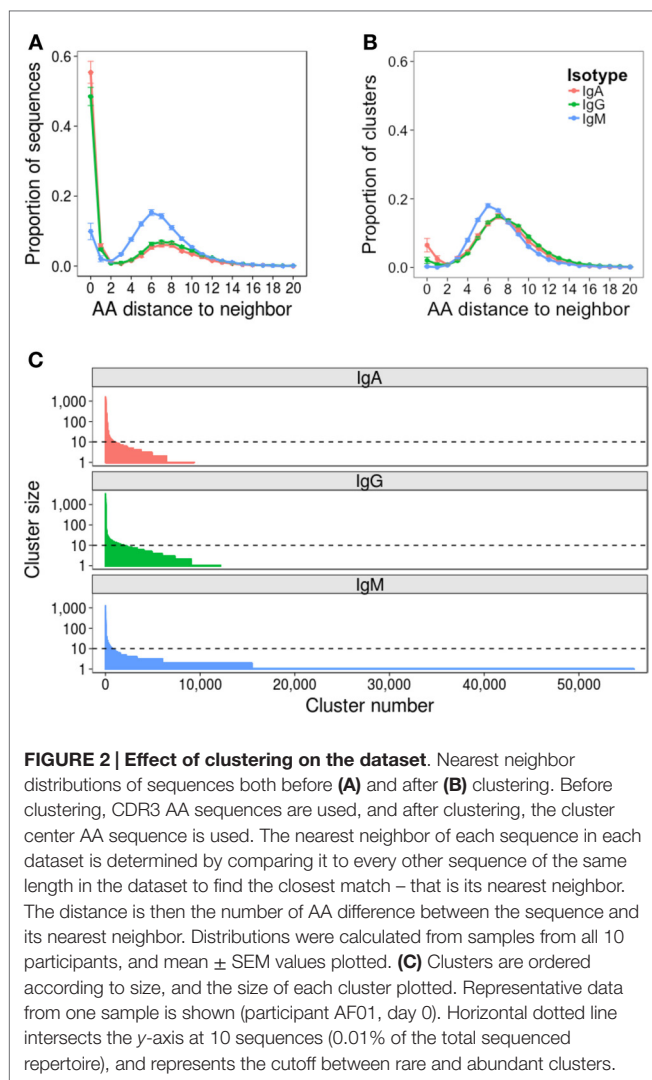 A
B
0.6
0.4
0.2
0.0
Proportion of sequences
0 2 4 6 8 10 12 14 16 18 20
AA distance to neighbor
0.6
0.4
0.2
0.0
Proportion of clusters
Isotype
IgA
IgG
IgM
0 2 4 6 8 10 12 14 16 18 20
AA distance to neighbor
C
IgA
1,000
100
10
1
IgG
1,000
100
10
1
Cluster size
IgM
1,000
100
10
1
0 10,000 20,000 30,000 40,000 50,000
Cluster number
FIGURE 2 | Effect of clustering on the dataset. Nearest neighbor
distributions of sequences both before (A) and after (B) clustering. Before
clustering, CDR3 AA sequences are used, and after clustering, the cluster
center AA sequence is used. The nearest neighbor of each sequence in each
dataset is determined by comparing it to every other sequence of the same
length in the dataset to find the closest match – that is its nearest neighbor.
The distance is then the number of AA difference between the sequence and
its nearest neighbor. Distributions were calculated from samples from all 10
participants, and mean ± SEM values plotted. (C) Clusters are ordered
according to size, and the size of each cluster plotted. Representative data
from one sample is shown (participant AF01, day 0). Horizontal dotted line
intersects the y-axis at 10 sequences (0.01% of the total sequenced
repertoire), and represents the cutoff between rare and abundant clusters.